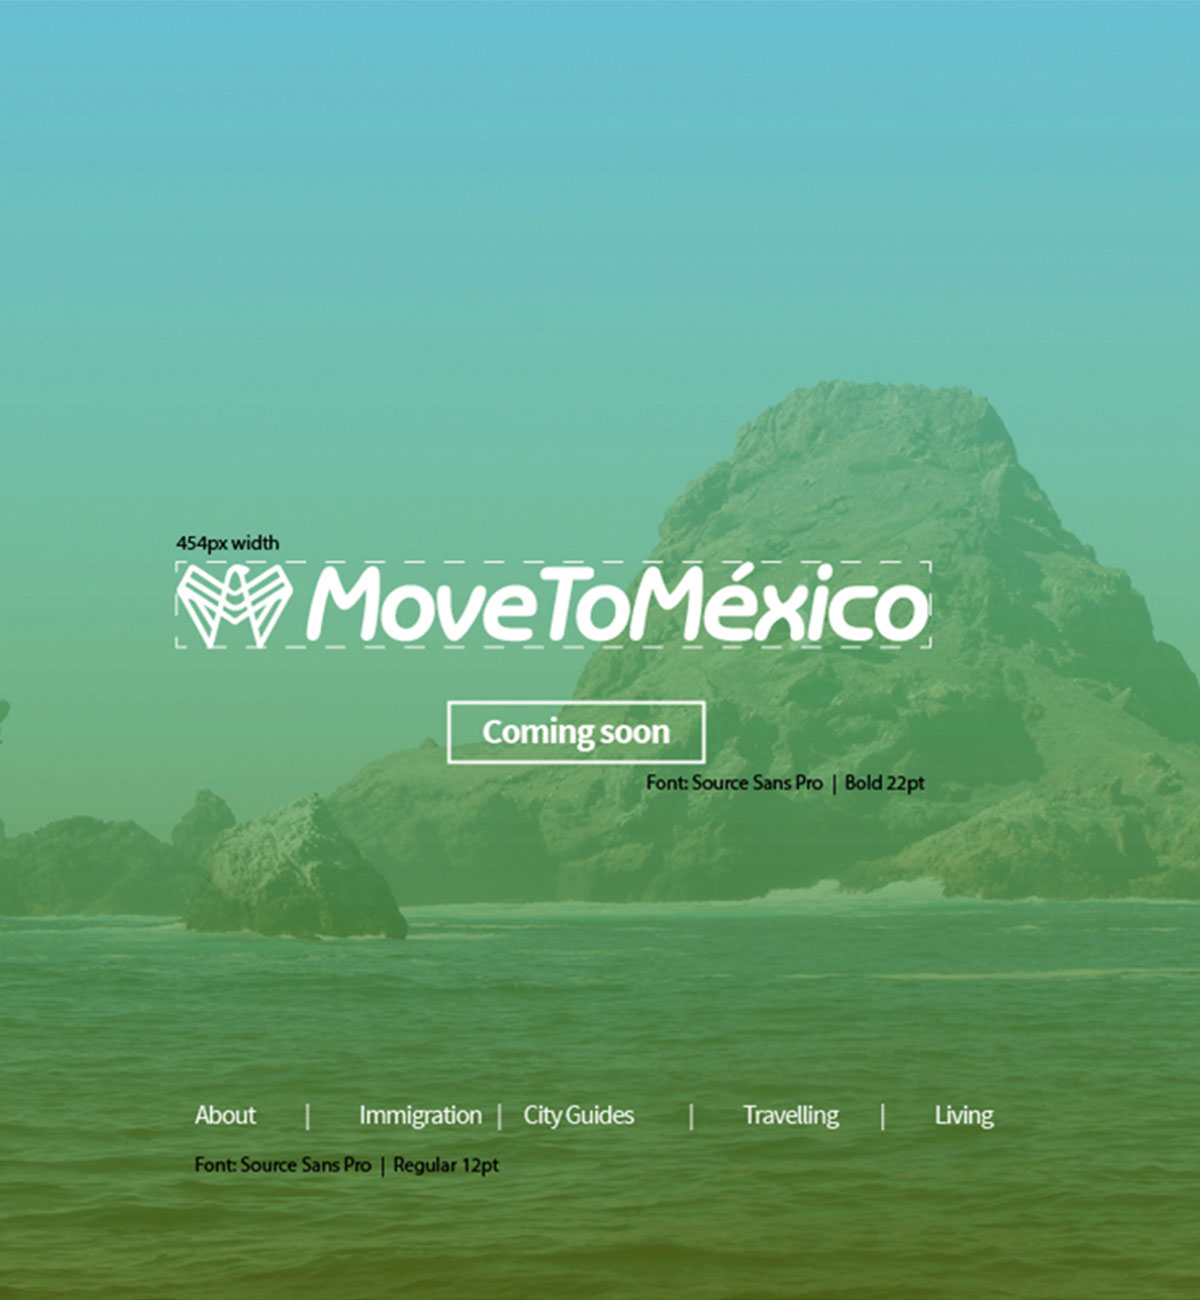 454px width
MoveToMéxico
Coming soon
Font: Source Sans Pro | Bold 22pt
About | Immigration | City Guides | Travelling | Living
Font: Source Sans Pro | Regular 12pt